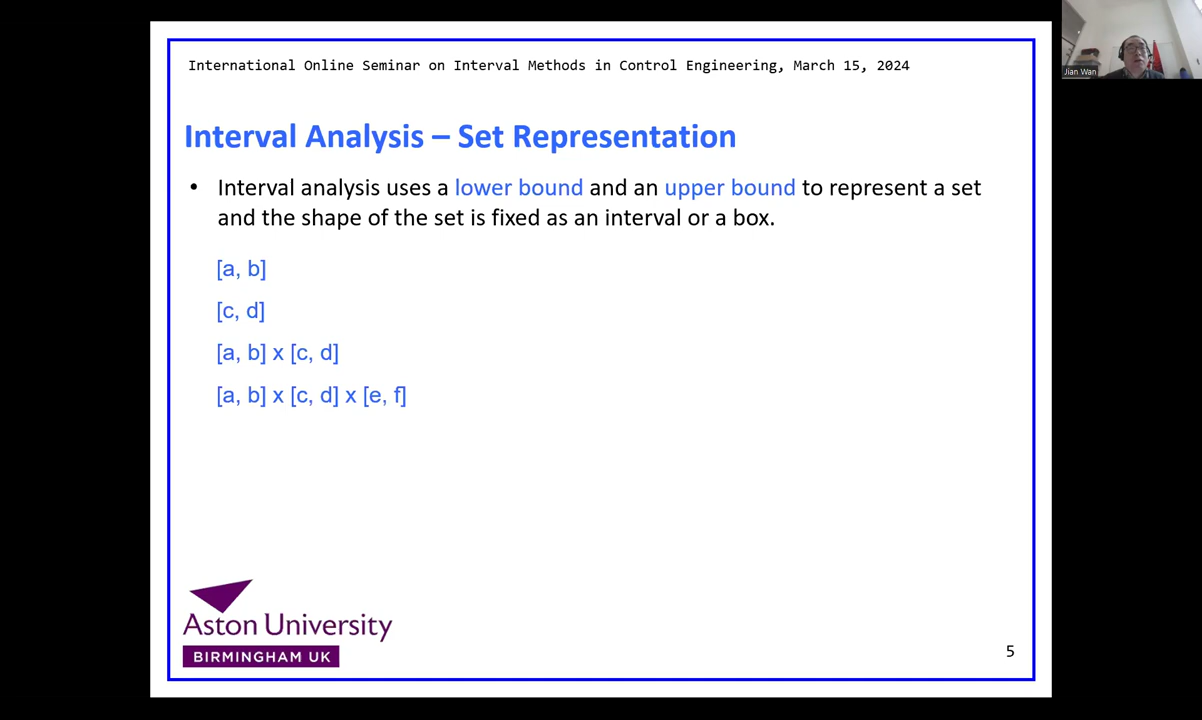 International Online Seminar on Interval Methods in Control Engineering, March 15, 2024
Jian Wan
Interval Analysis – Set Representation
• Interval analysis uses a lower bound and an upper bound to represent a set
and the shape of the set is fixed as an interval or a box.
[a, b]
[c, d]
[a, b] x [c, d]
[a, b] x [c, d] x [e, f]
Aston University
BIRMINGHAM UK
5